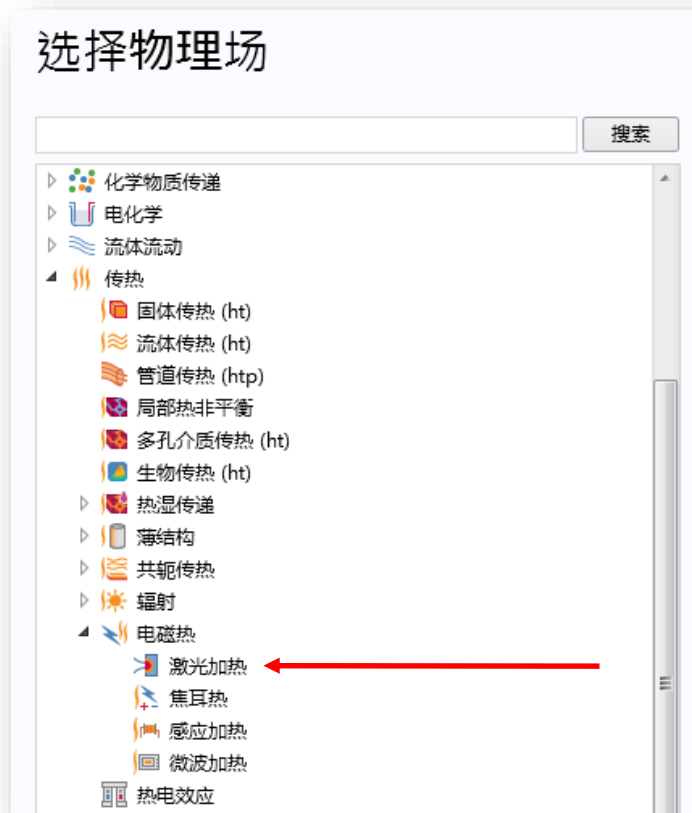 选择物理场
搜索
化学物质传递
电化学
流体流动
传热
固体传热 (ht)
流体传热 (ht)
管道传热 (htp)
局部热非平衡
多孔介质传热 (ht)
生物传热 (ht)
热湿传递
薄结构
共轭传热
辐射
电磁热
激光加热
焦耳热
感应加热
微波加热
热电效应